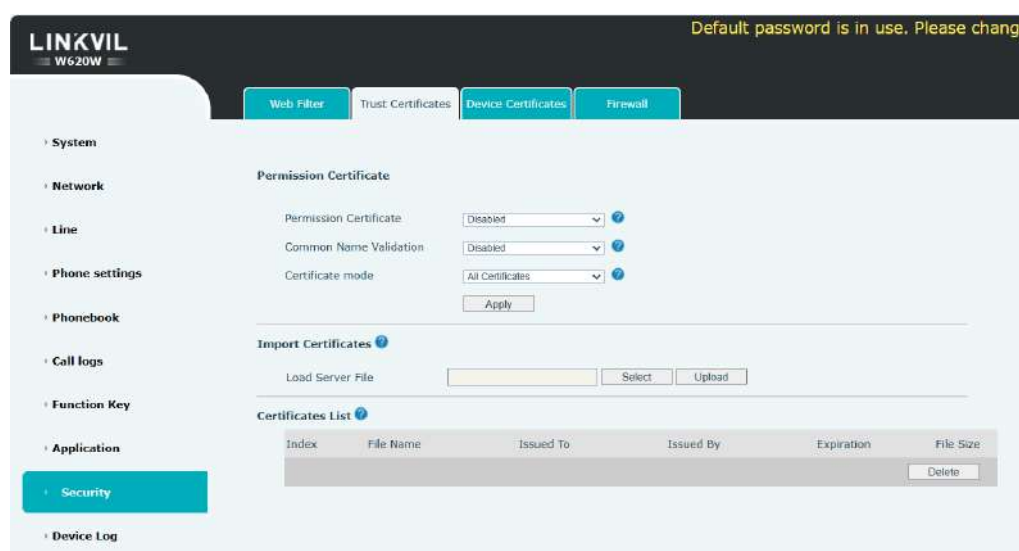 Default password is in use. Please chang
LINKVIL
W620W
Web Filter
Trust Certificates
Device Certificates
Firewall
System
Network
Line
Phone settings
Phonebook
Call logs
Function Key
Application
Security
Device Log
Permission Certificate
Permission Certificate Disabled
Common Name Validation Disabled
Certificate mode All Certificates
Apply
Import Certificates
Load Server File Select Upload
Certificates List
Index File Name Issued To Issued By Expiration File Size
Delete